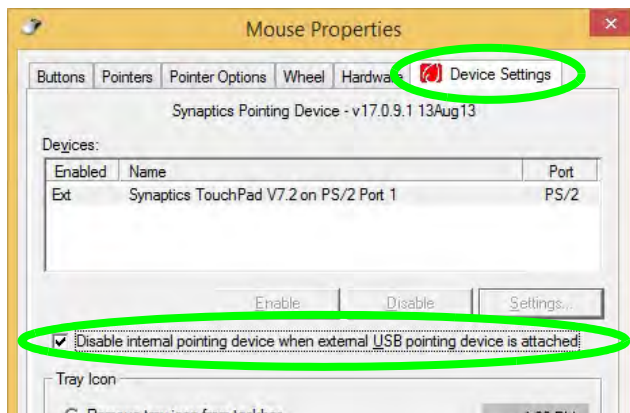 Mouse Properties
Buttons Pointers Pointer Options Wheel Hardware Device Settings
Synaptics Pointing Device - v17.0.9.1 13Aug13
Devices:
Enabled Name Port
Ext Synaptics TouchPad V7.2 on PS/2 Port 1 PS/2
Enable Disable Settings...
Disable internal pointing device when external USB pointing device is attached
Tray Icon